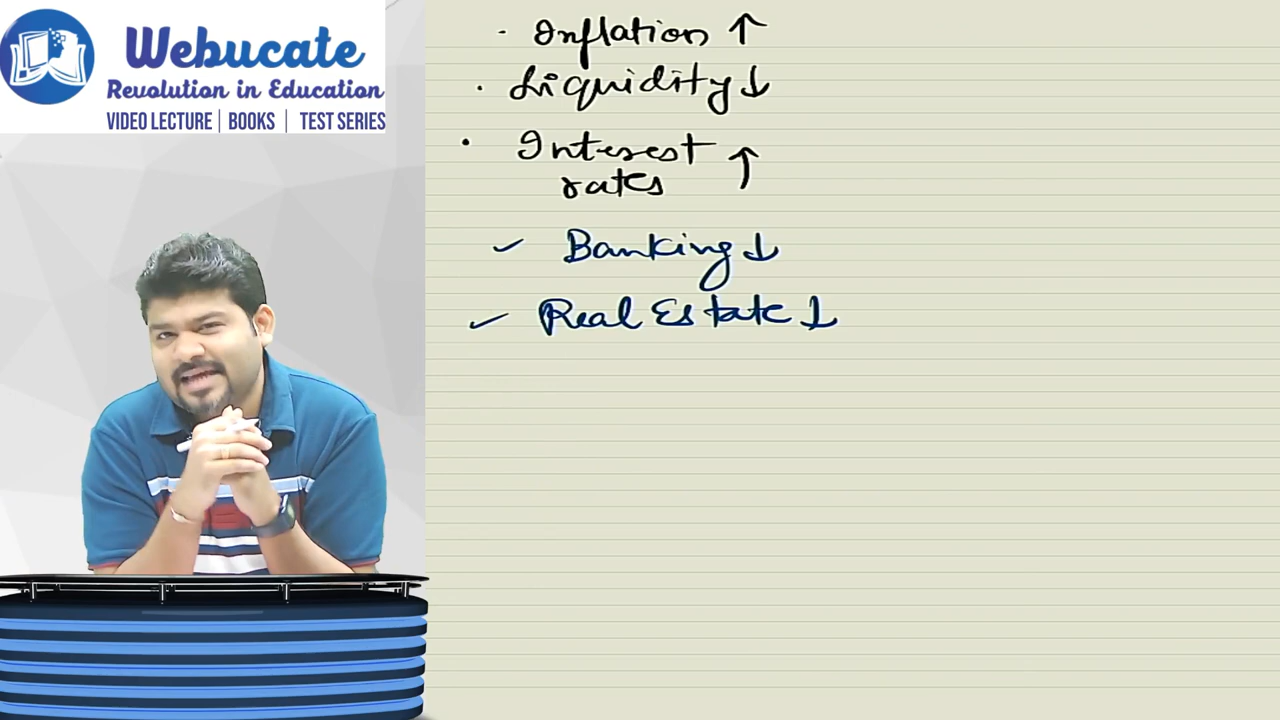 Webucate
Revolution in Education
VIDEO LECTURE | BOOKS | TEST SERIES
· Inflation ↑
· Liquidity ↓
· Interest
rates ↑
✓ Banking ↓
✓ Real Estate ↓